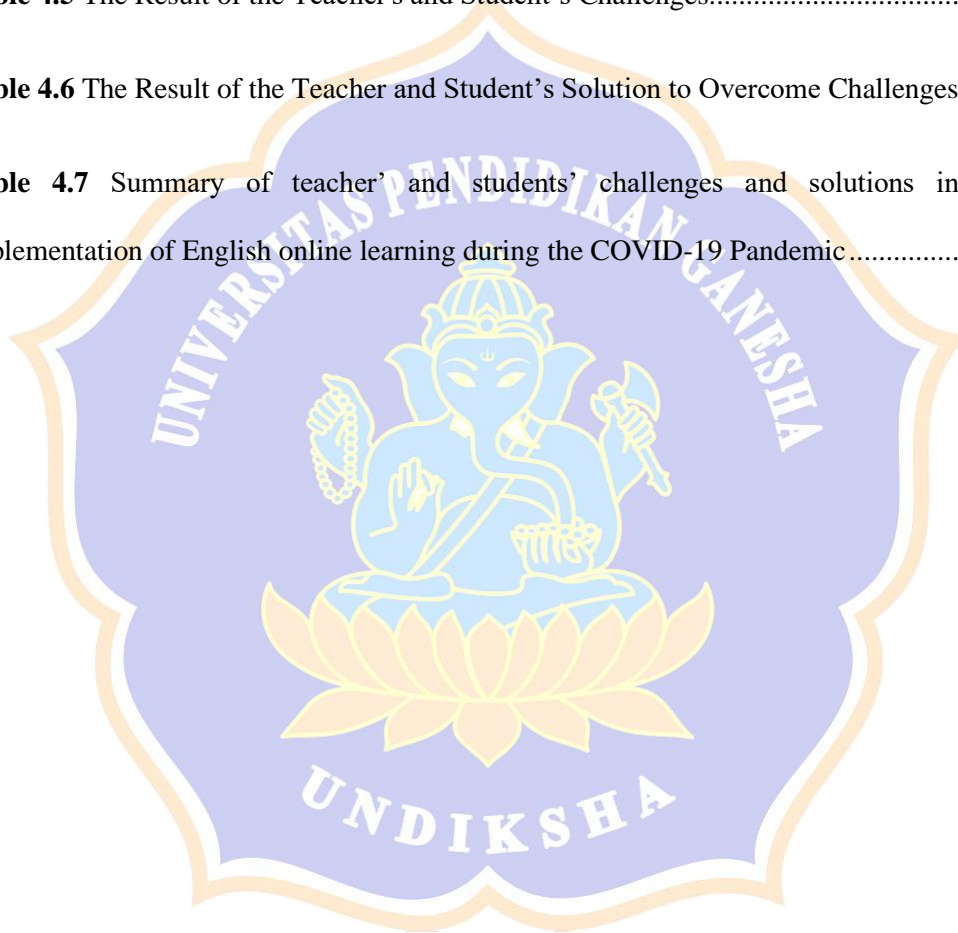 ble 4.5 The Result of the Teacher's and Student's Challenges.................................
ble 4.6 The Result of the Teacher and Student's Solution to Overcome Challenges
ble 4.7 Summary of teacher' and students' challenges and solutions in
plementation of English online learning during the COVID-19 Pandemic...............
UNIVERSITAS PENDIDIKAN GANESHA
UNDIKSHA